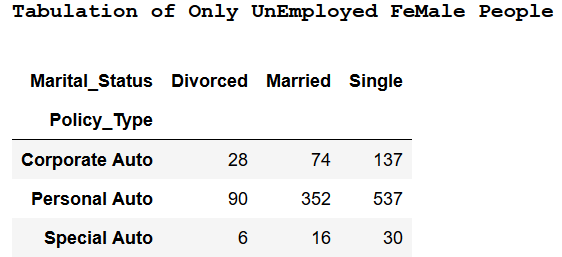 Tabulation of Only UnEmployed FeMale People
Marital_Status Divorced Married Single
Policy_Type
Corporate Auto 28 74 137
Personal Auto 90 352 537
Special Auto 6 16 30